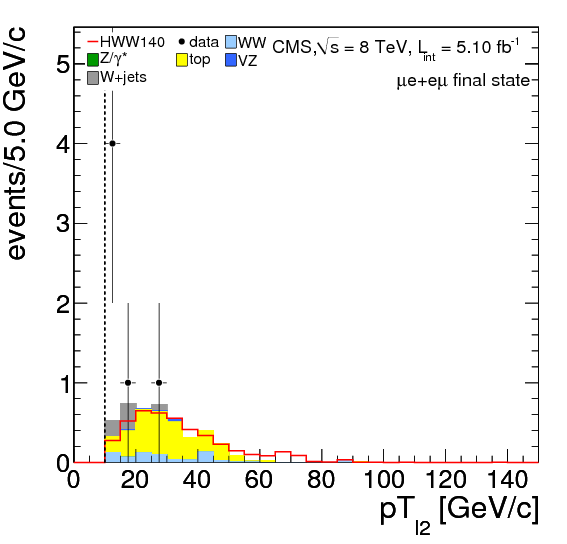 HWW140 data WW CMS,√s = 8 TeV, L_int = 5.10 fb⁻¹
Z/γ* top VZ
W+jets μe+eμ final state
events/5.0 GeV/c
5
4
3
2
1
0
0 20 40 60 80 100 120 140
pT_l2 [GeV/c]